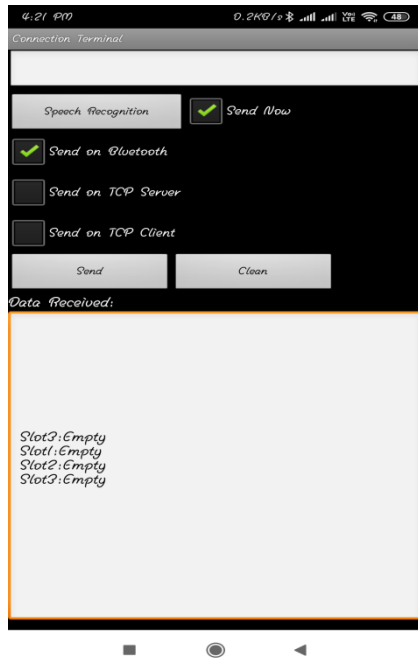 4:21 PM 0.2KB/s VoLTE 48
Connection Terminal
Speech Recognition Send Now
Send on Bluetooth
Send on TCP Server
Send on TCP Client
Send Clean
Data Received:
Slot3:Empty
Slot1:Empty
Slot2:Empty
Slot3:Empty